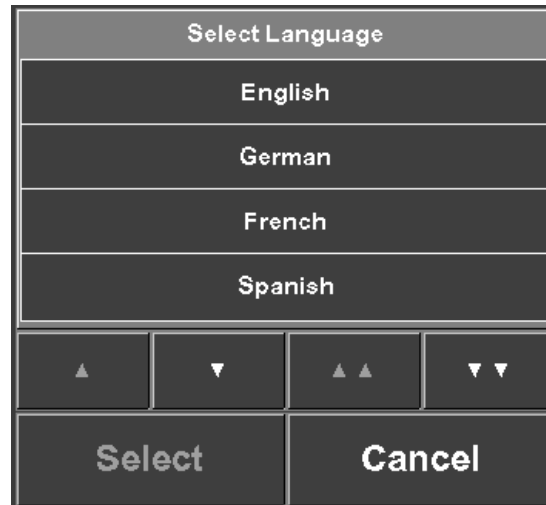 Select Language
English
German
French
Spanish
▲ ▼ ▲▲ ▼▼
Select Cancel